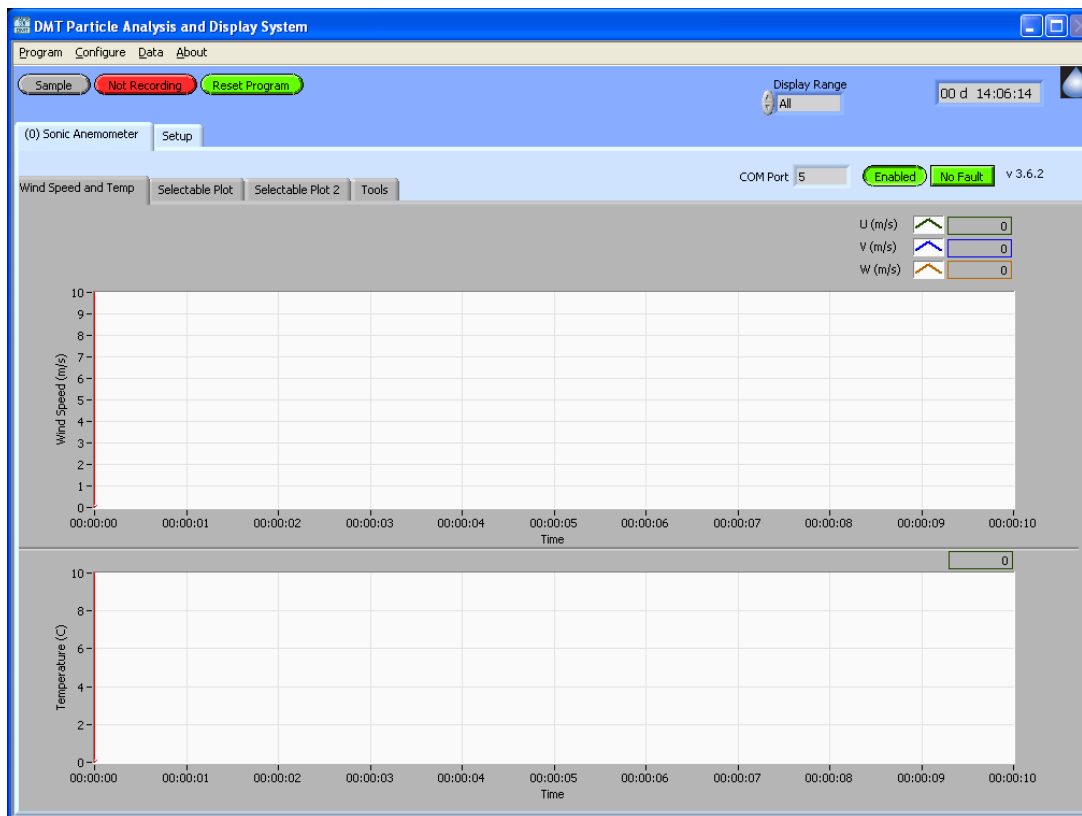 DMT Particle Analysis and Display System
Program Configure Data About
Sample Not Recording Reset Program
Display Range
All
00 d 14:06:14
(0) Sonic Anemometer Setup
COM Port 5 Enabled No Fault v 3.6.2
Wind Speed and Temp Selectable Plot Selectable Plot 2 Tools
U (m/s) 0
V (m/s) 0
W (m/s) 0
Wind Speed (m/s)
10
9
8
7
6
5
4
3
2
1
0
00:00:00 00:00:01 00:00:02 00:00:03 00:00:04 00:00:05 00:00:06 00:00:07 00:00:08 00:00:09 00:00:10
Time
0
Temperature (C)
10
8
6
4
2
0
00:00:00 00:00:01 00:00:02 00:00:03 00:00:04 00:00:05 00:00:06 00:00:07 00:00:08 00:00:09 00:00:10
Time